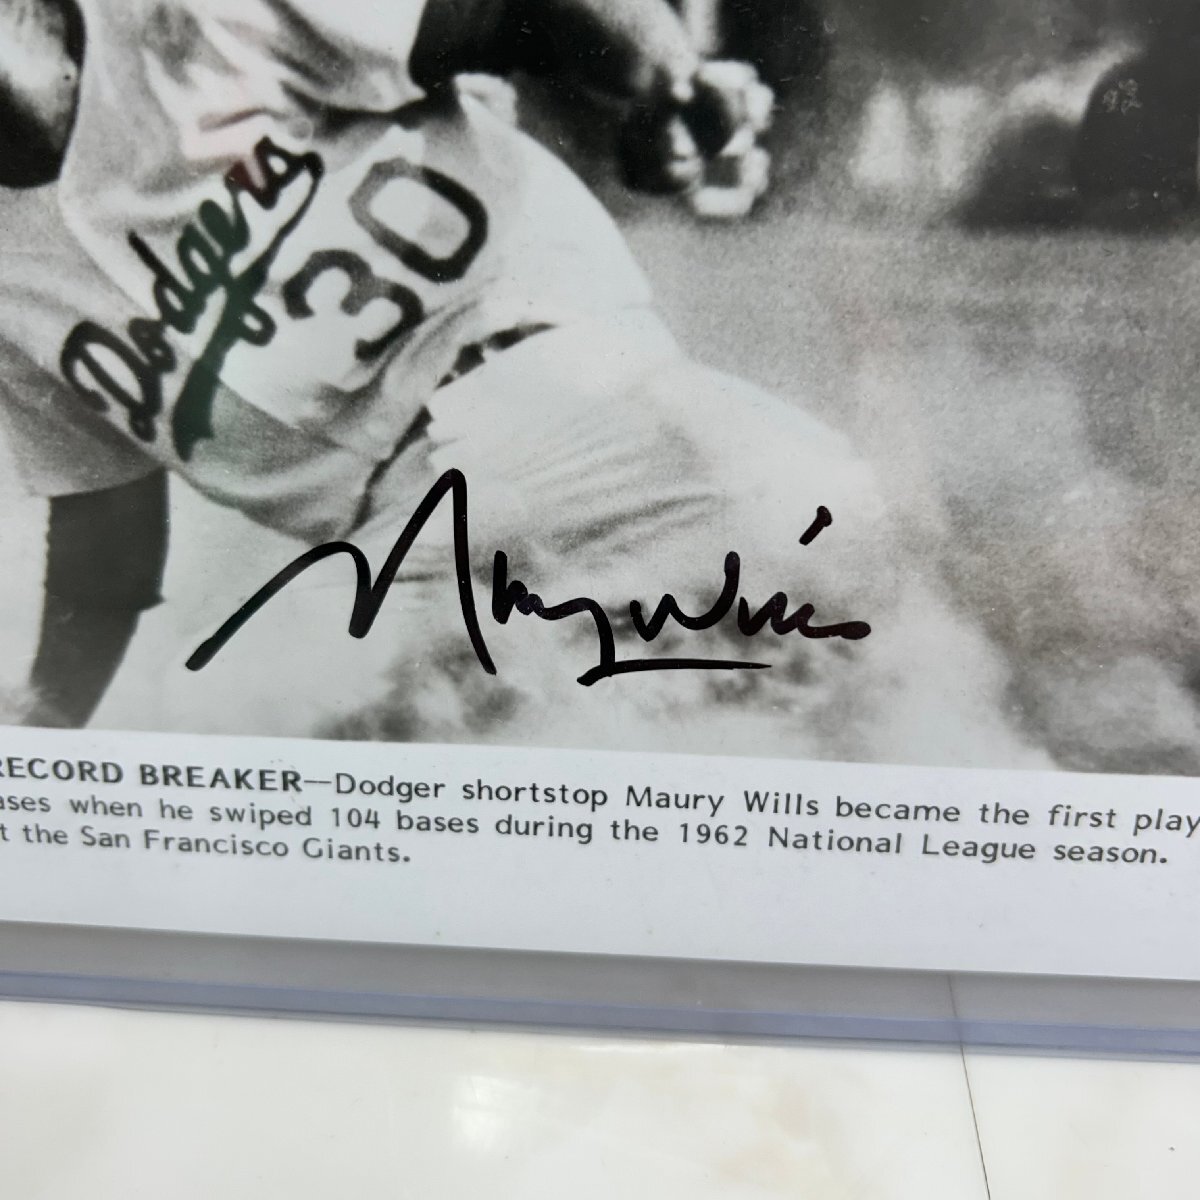 Dodgers
30
Maury Wills
RECORD BREAKER—Dodger shortstop Maury Wills became the first play
ases when he swiped 104 bases during the 1962 National League season.
t the San Francisco Giants.